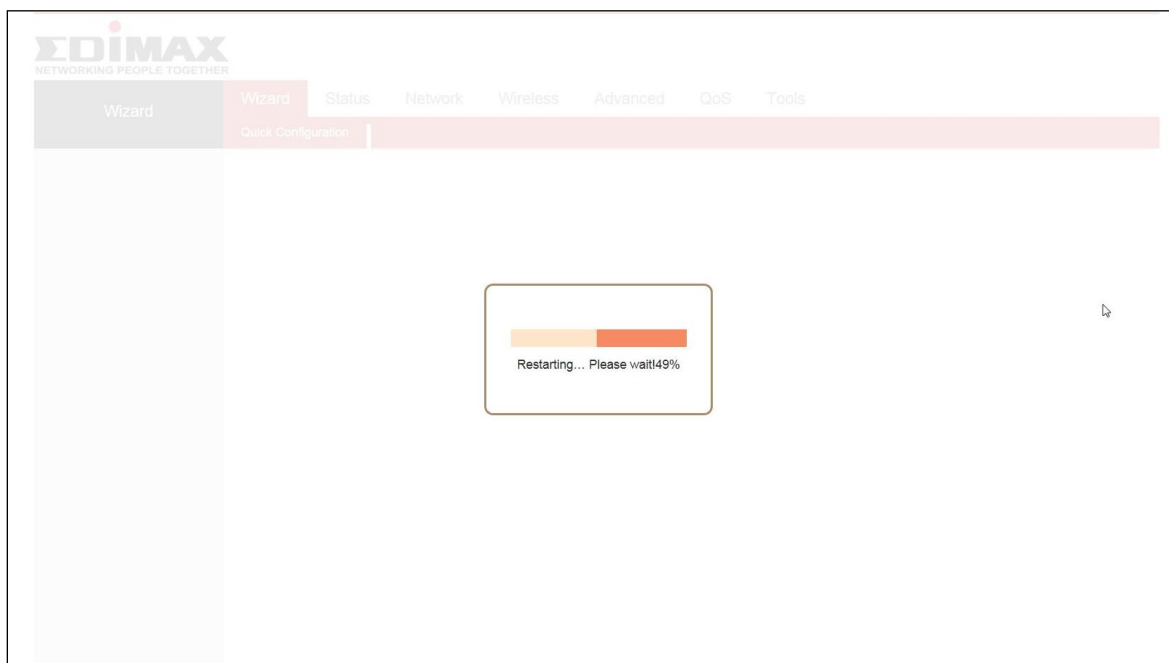 EDIMAX
NETWORKING PEOPLE TOGETHER
Wizard
Wizard Status Network Wireless Advanced QoS Tools
Quick Configuration
Restarting... Please wait!49%